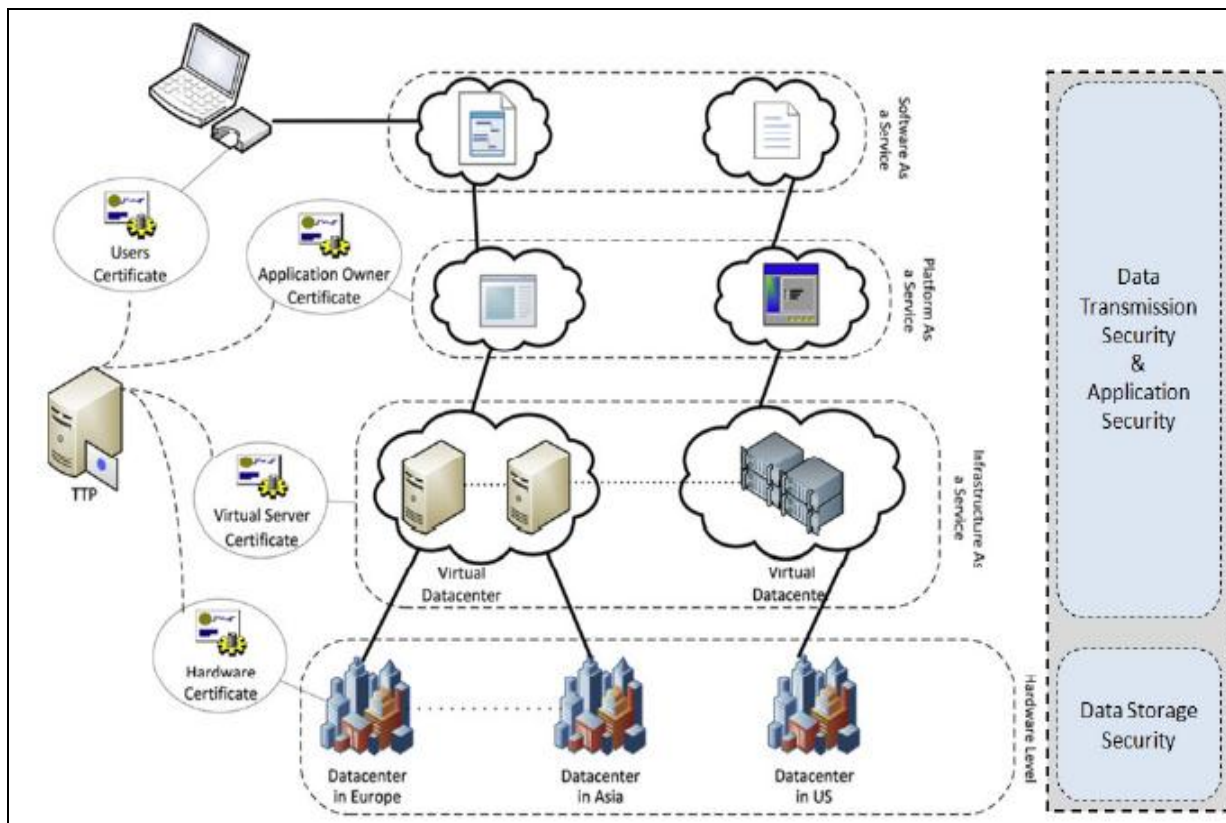 Software As
a Service
Users
Certificate
Application Owner
Certificate
Platform As
a Service
Data
Transmission
Security
&
Application
Security
TTP
Virtual Server
Certificate
Infrastructure As
a Service
Virtual
Datacenter
Virtual
Datacenter
Hardware
Certificate
Hardware Level
Data Storage
Security
Datacenter
in Europe
Datacenter
in Asia
Datacenter
in US